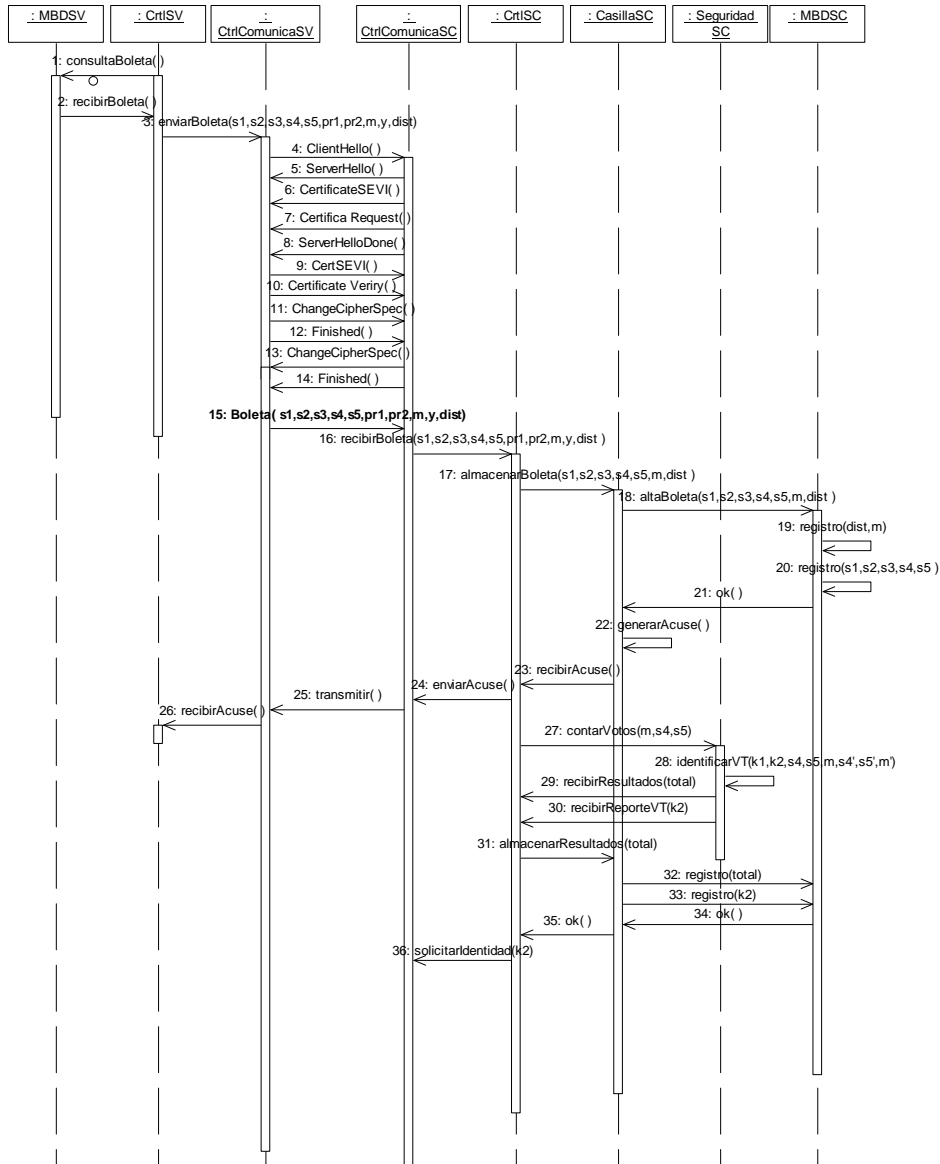 : MBDSV
: CrtlSV
:
CtrlComunicaSV
:
CtrlComunicaSC
: CrtlSC
: CasillaSC
: Seguridad
SC
: MBDSC
1: consultaBoleta( )
2: recibirBoleta( )
3: enviarBoleta(s1,s2,s3,s4,s5,pr1,pr2,m,y,dist)
4: ClientHello( )
5: ServerHello( )
6: CertificateSEVI( )
7: Certifica Request( )
8: ServerHelloDone( )
9: CertSEVI( )
10: Certificate Veriry( )
11: ChangeCipherSpec( )
12: Finished( )
13: ChangeCipherSpec( )
14: Finished( )
15: Boleta( s1,s2,s3,s4,s5,pr1,pr2,m,y,dist)
16: recibirBoleta(s1,s2,s3,s4,s5,pr1,pr2,m,y,dist )
17: almacenarBoleta(s1,s2,s3,s4,s5,m,dist )
18: altaBoleta(s1,s2,s3,s4,s5,m,dist )
19: registro(dist,m)
20: registro(s1,s2,s3,s4,s5 )
21: ok( )
22: generarAcuse( )
23: recibirAcuse( )
24: enviarAcuse( )
25: transmitir( )
26: recibirAcuse( )
27: contarVotos(m,s4,s5)
28: identificarVT(k1,k2,s4,s5,m,s4',s5',m')
29: recibirResultados(total)
30: recibirReporteVT(k2)
31: almacenarResultados(total)
32: registro(total)
33: registro(k2)
34: ok( )
35: ok( )
36: solicitarIdentidad(k2)